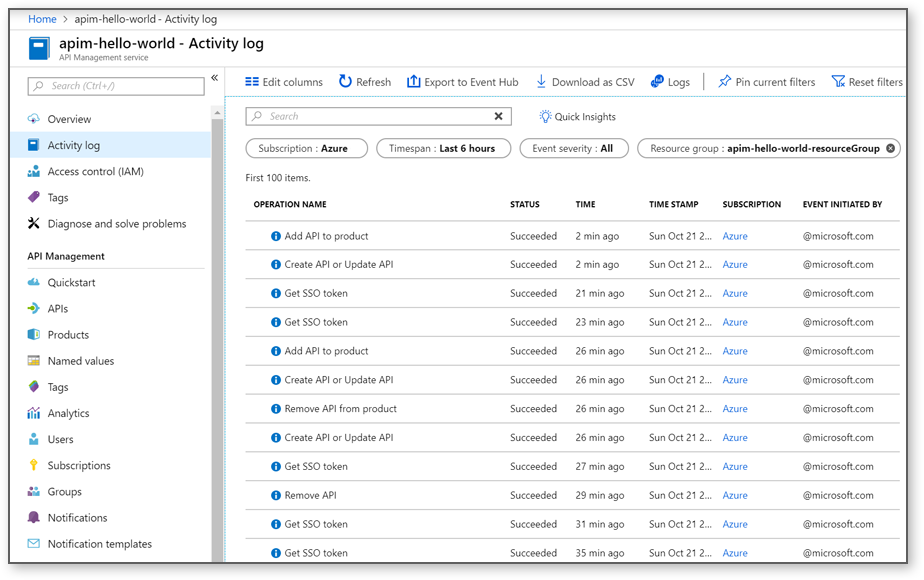 Home > apim-hello-world - Activity log
apim-hello-world - Activity log
API Management service
Search (Ctrl+/)
«
Overview
Activity log
Access control (IAM)
Tags
Diagnose and solve problems
API Management
Quickstart
APIs
Products
Named values
Tags
Analytics
Users
Subscriptions
Groups
Notifications
Notification templates
Edit columns Refresh Export to Event Hub Download as CSV Logs Pin current filters Reset filters
Search Quick Insights
Subscription : Azure Timespan : Last 6 hours Event severity : All Resource group : apim-hello-world-resourceGroup
First 100 items.
OPERATION NAME STATUS TIME TIME STAMP SUBSCRIPTION EVENT INITIATED BY
Add API to product Succeeded 2 min ago Sun Oct 21 2... Azure @microsoft.com
Create API or Update API Succeeded 2 min ago Sun Oct 21 2... Azure @microsoft.com
Get SSO token Succeeded 21 min ago Sun Oct 21 2... Azure @microsoft.com
Get SSO token Succeeded 23 min ago Sun Oct 21 2... Azure @microsoft.com
Add API to product Succeeded 26 min ago Sun Oct 21 2... Azure @microsoft.com
Create API or Update API Succeeded 26 min ago Sun Oct 21 2... Azure @microsoft.com
Remove API from product Succeeded 26 min ago Sun Oct 21 2... Azure @microsoft.com
Create API or Update API Succeeded 26 min ago Sun Oct 21 2... Azure @microsoft.com
Get SSO token Succeeded 27 min ago Sun Oct 21 2... Azure @microsoft.com
Remove API Succeeded 29 min ago Sun Oct 21 2... Azure @microsoft.com
Get SSO token Succeeded 31 min ago Sun Oct 21 2... Azure @microsoft.com
Get SSO token Succeeded 35 min ago Sun Oct 21 2... Azure @microsoft.com